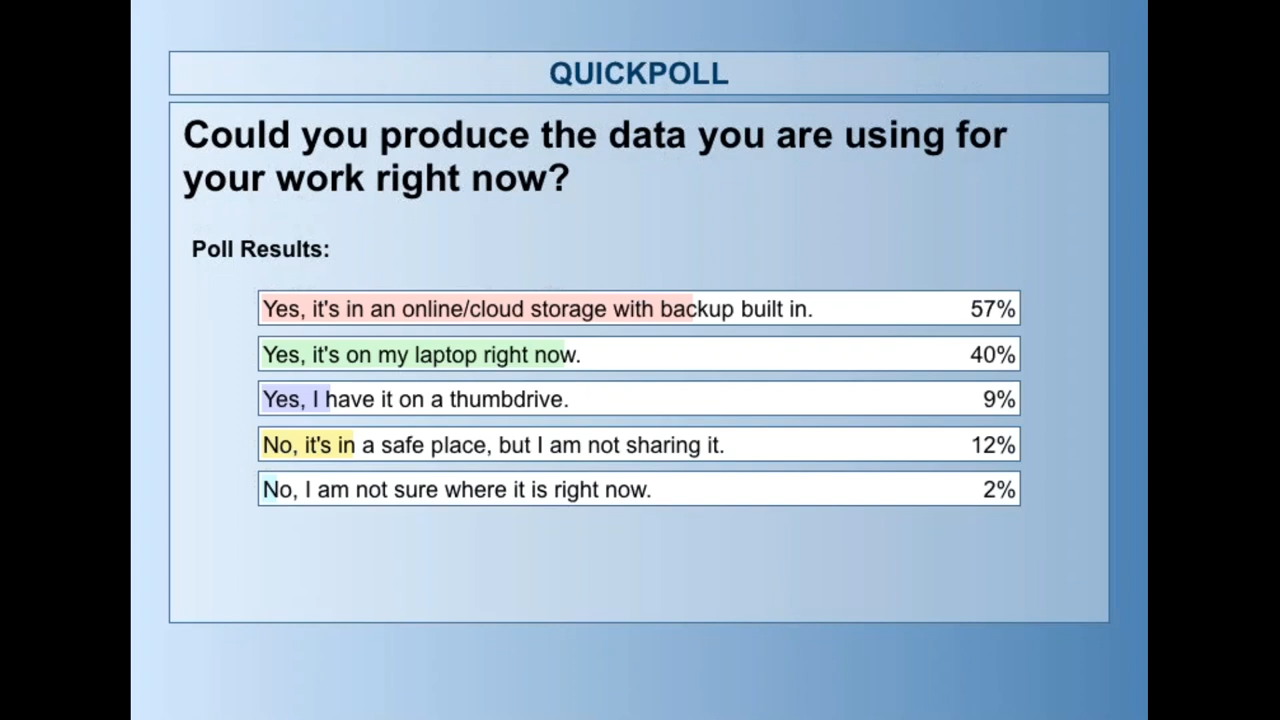 QUICKPOLL
Could you produce the data you are using for
your work right now?
Poll Results:
Yes, it's in an online/cloud storage with backup built in. 57%
Yes, it's on my laptop right now. 40%
Yes, I have it on a thumbdrive. 9%
No, it's in a safe place, but I am not sharing it. 12%
No, I am not sure where it is right now. 2%